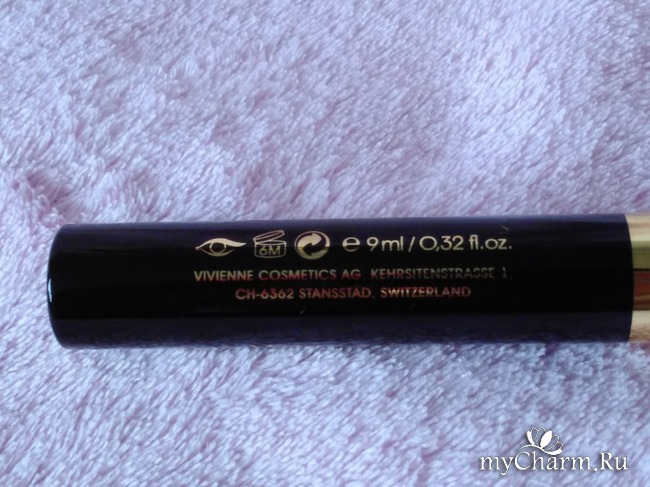 6M ℮ 9ml / 0,32 fl.oz.
VIVIENNE COSMETICS AG, KEHRSITENSTRASSE 1,
CH-6362 STANSSTAD, SWITZERLAND
myCharm.Ru